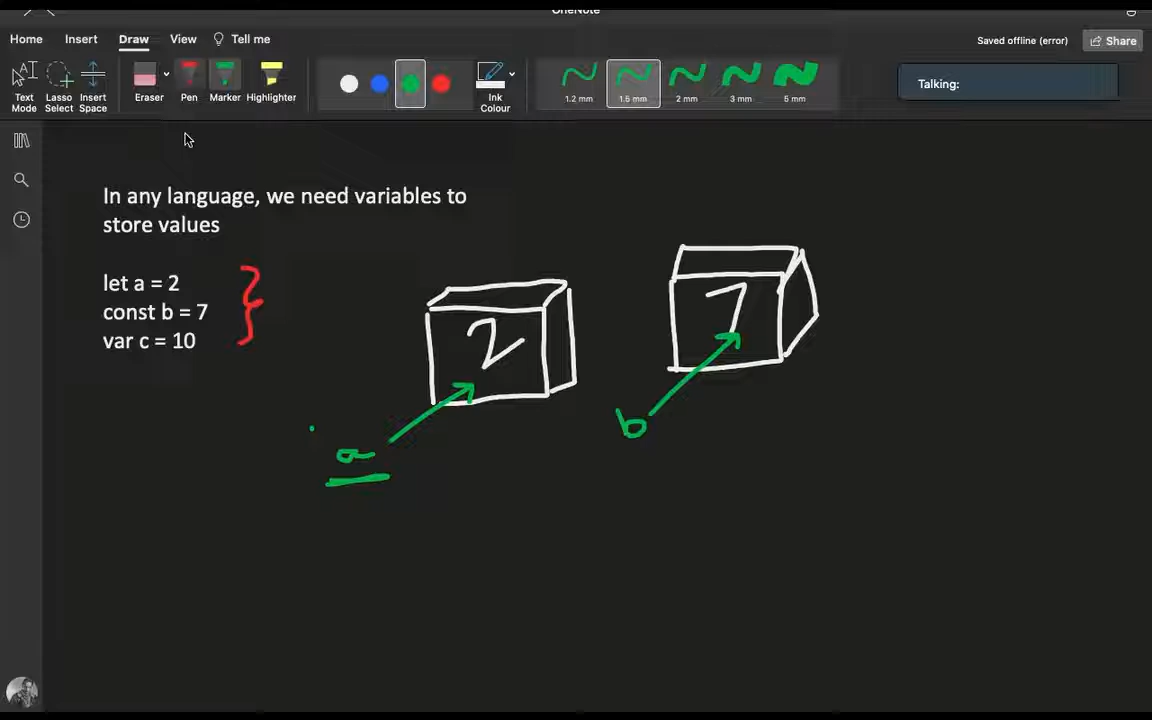 OneNote
Home Insert Draw View Tell me
Saved offline (error) Share
Talking:
Text Mode
Lasso Select
Insert Space
Eraser
Pen
Marker
Highlighter
Ink Colour
1.2 mm
1.5 mm
2 mm
3 mm
5 mm
In any language, we need variables to
store values
let a = 2
const b = 7
var c = 10
2
7
a
b